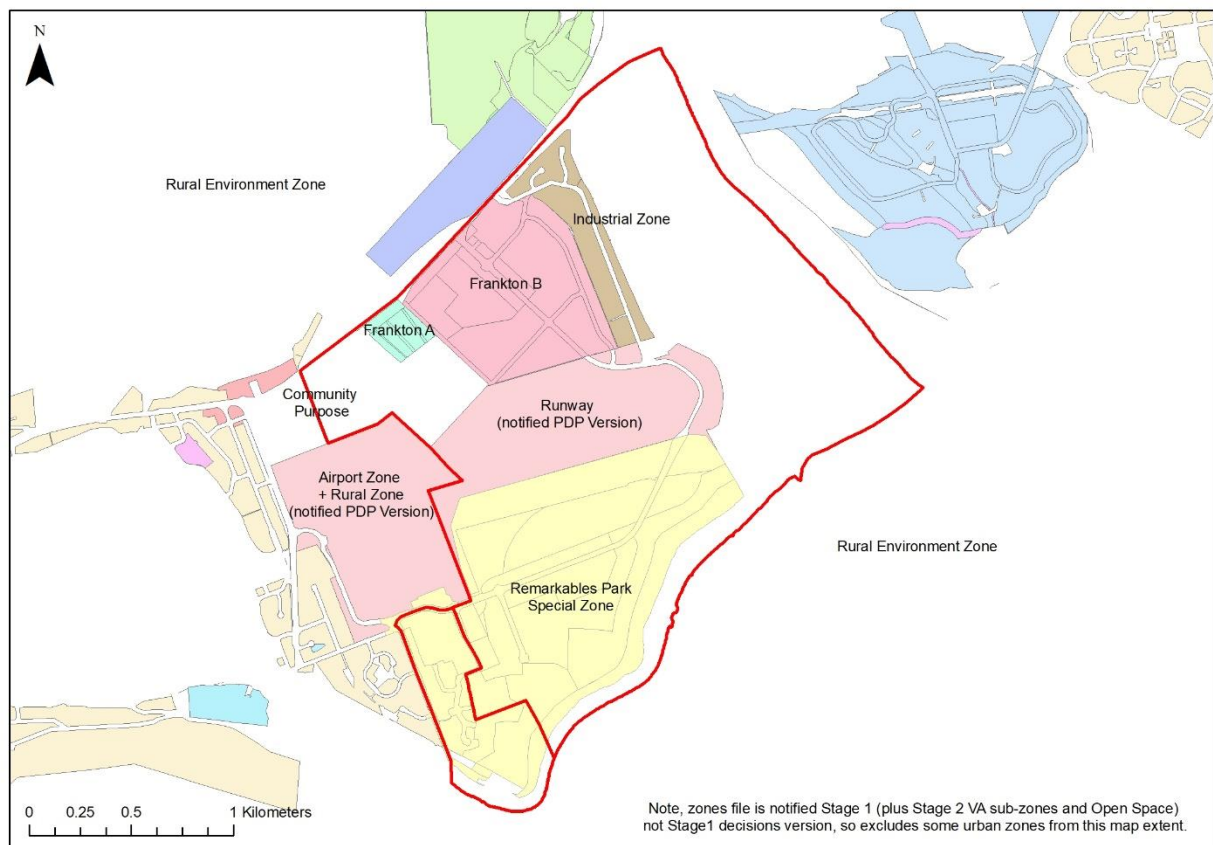 N
Rural Environment Zone
Industrial Zone
Frankton B
Frankton A
Community
Purpose
Runway
(notified PDP Version)
Airport Zone
+ Rural Zone
(notified PDP Version)
Rural Environment Zone
Remarkables Park
Special Zone
0 0.25 0.5 1 Kilometers
Note, zones file is notified Stage 1 (plus Stage 2 VA sub-zones and Open Space)
not Stage1 decisions version, so excludes some urban zones from this map extent.